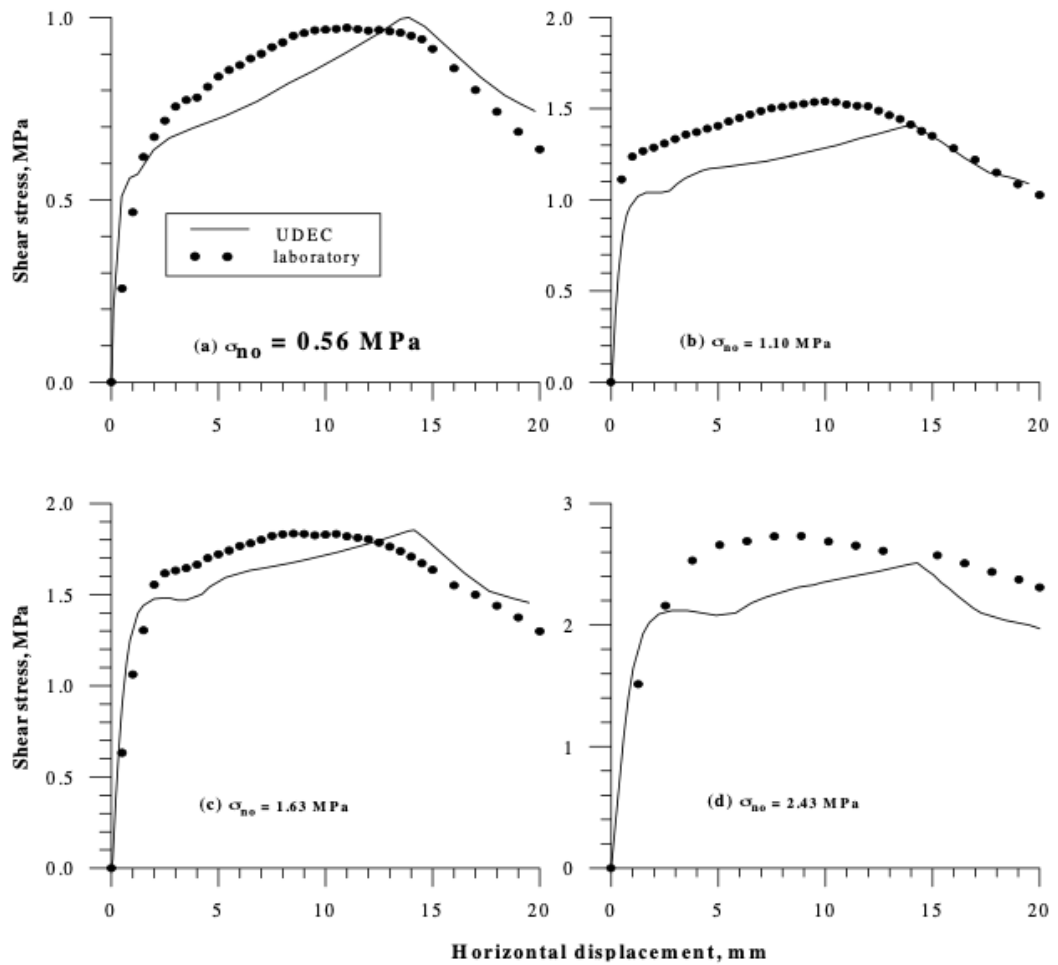 1.0
0.5
0.0
Shear stress, MPa
UDEC
laboratory
(a) σno = 0.56 MPa
0 5 10 15 20
2.0
1.5
1.0
0.5
0.0
(b) σno = 1.10 MPa
0 5 10 15 20
2.0
1.5
1.0
0.5
0.0
Shear stress, MPa
(c) σno = 1.63 MPa
0 5 10 15 20
3
2
1
0
(d) σno = 2.43 MPa
0 5 10 15 20
Horizontal displacement, mm